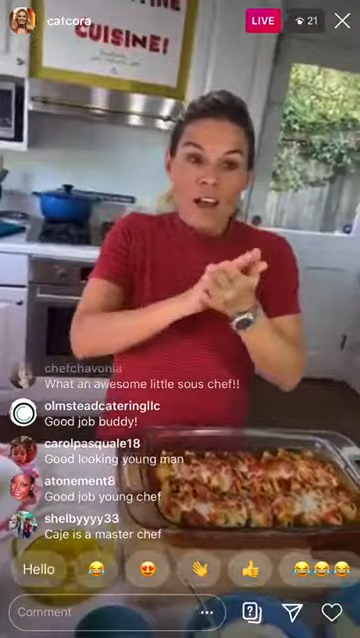 catcora
LIVE
21
CUISINE!
chefchavonia
What an awesome little sous chef!!
olmsteadcateringllc
Good job buddy!
carolpasquale18
Good looking young man
atonement8
Good job young chef
shelbyyyy33
Caje is a master chef
Hello
Comment